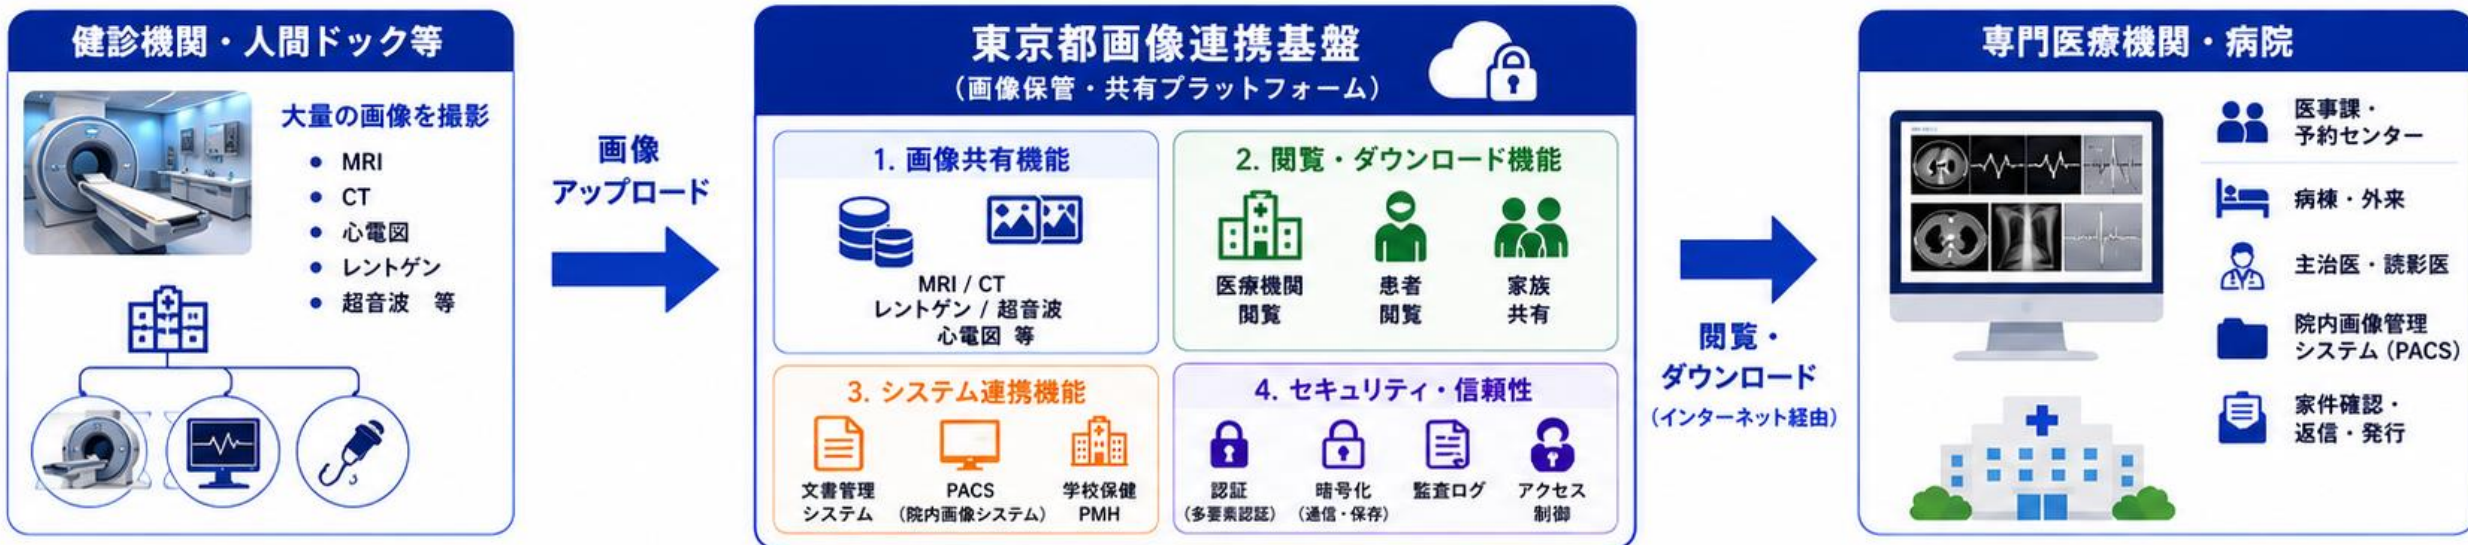 健診機関・人間ドック等
大量の画像を撮影
• MRI
• CT
• 心電図
• レントゲン
• 超音波 等
画像
アップロード
東京都画像連携基盤
(画像保管・共有プラットフォーム)
1. 画像共有機能
MRI / CT
レントゲン / 超音波
心電図 等
2. 閲覧・ダウンロード機能
医療機関
閲覧
患者
閲覧
家族
共有
3. システム連携機能
文書管理
システム
PACS
(院内画像システム)
学校保健
PMH
4. セキュリティ・信頼性
認証
(多要素認証)
暗号化
(通信・保存)
監査ログ
アクセス
制御
閲覧・
ダウンロード
(インターネット経由)
専門医療機関・病院
医事課・
予約センター
病棟・外来
主治医・読影医
院内画像管理
システム (PACS)
家件確認・
返信・発行